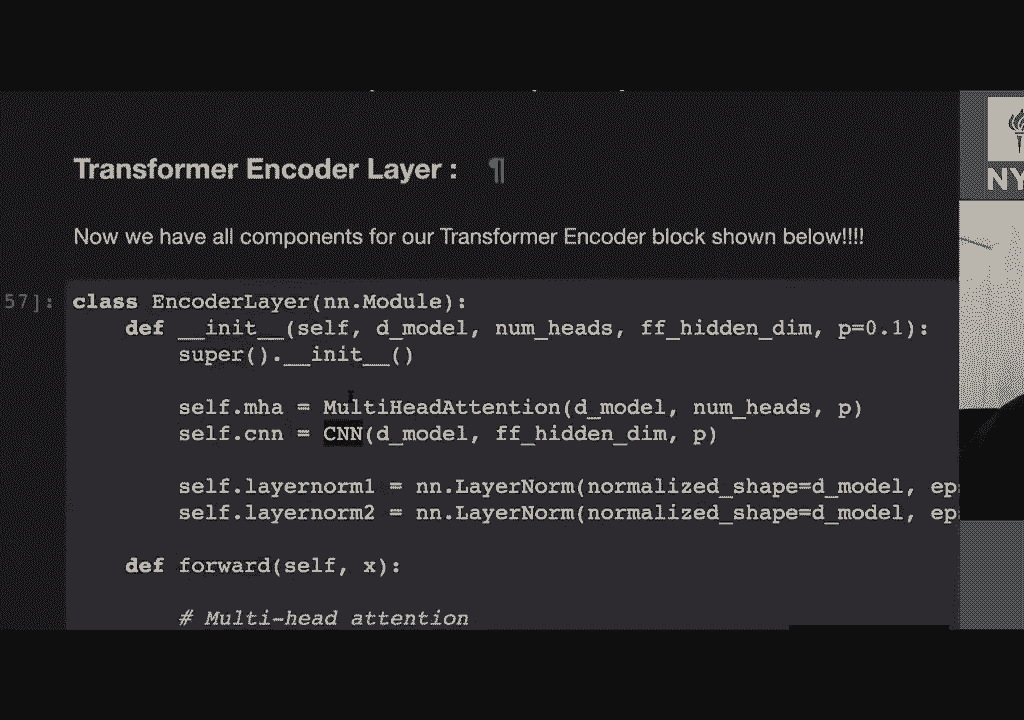 Transformer Encoder Layer : ¶
NY
Now we have all components for our Transformer Encoder block shown below!!!!
57]:
class EncoderLayer(nn.Module):
def __init__(self, d_model, num_heads, ff_hidden_dim, p=0.1):
super().__init__()
self.mha = MultiHeadAttention(d_model, num_heads, p)
self.cnn = CNN(d_model, ff_hidden_dim, p)
self.layernorm1 = nn.LayerNorm(normalized_shape=d_model, ep
self.layernorm2 = nn.LayerNorm(normalized_shape=d_model, ep
def forward(self, x):
# Multi-head attention